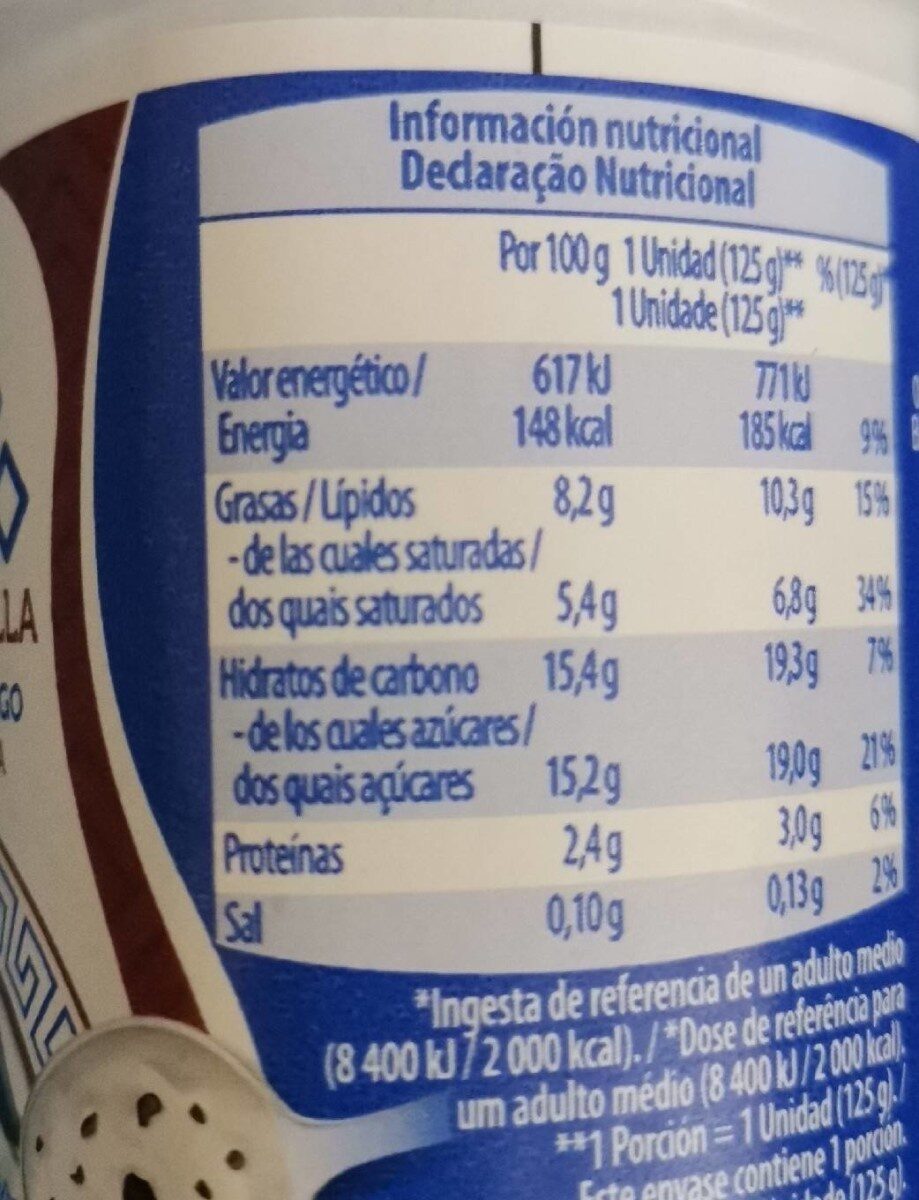 Información nutricional
Declaração Nutricional
Por 100 g 1 Unidad (125 g)** % (125 g)*
1 Unidade (125 g)**
Valor energético / 617 kJ 771 kJ
Energia 148 kcal 185 kcal 9%
Grasas / Lípidos 8,2 g 10,3 g 15%
- de las cuales saturadas /
dos quais saturados 5,4 g 6,8 g 34%
Hidratos de carbono 15,4 g 19,3 g 7%
- de los cuales azúcares /
dos quais açúcares 15,2 g 19,0 g 21%
Proteínas 2,4 g 3,0 g 6%
Sal 0,10 g 0,13 g 2%
*Ingesta de referencia de un adulto medio
(8 400 kJ / 2 000 kcal). / *Dose de referência para
um adulto médio (8 400 kJ / 2 000 kcal).
**1 Porción = 1 Unidad (125 g). /
Este envase contiene 1 porción.
(125 g).
LLA
GO
A